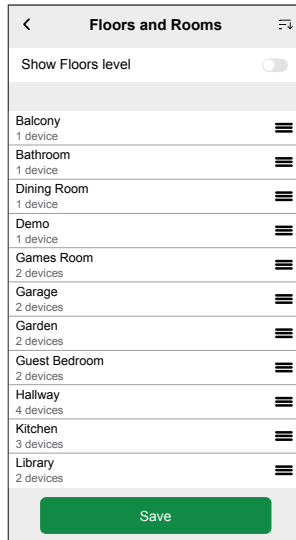 Floors and Rooms
Show Floors level
Balcony
1 device
Bathroom
1 device
Dining Room
1 device
Demo
1 device
Games Room
2 devices
Garage
2 devices
Garden
2 devices
Guest Bedroom
2 devices
Hallway
4 devices
Kitchen
3 devices
Library
2 devices
Save